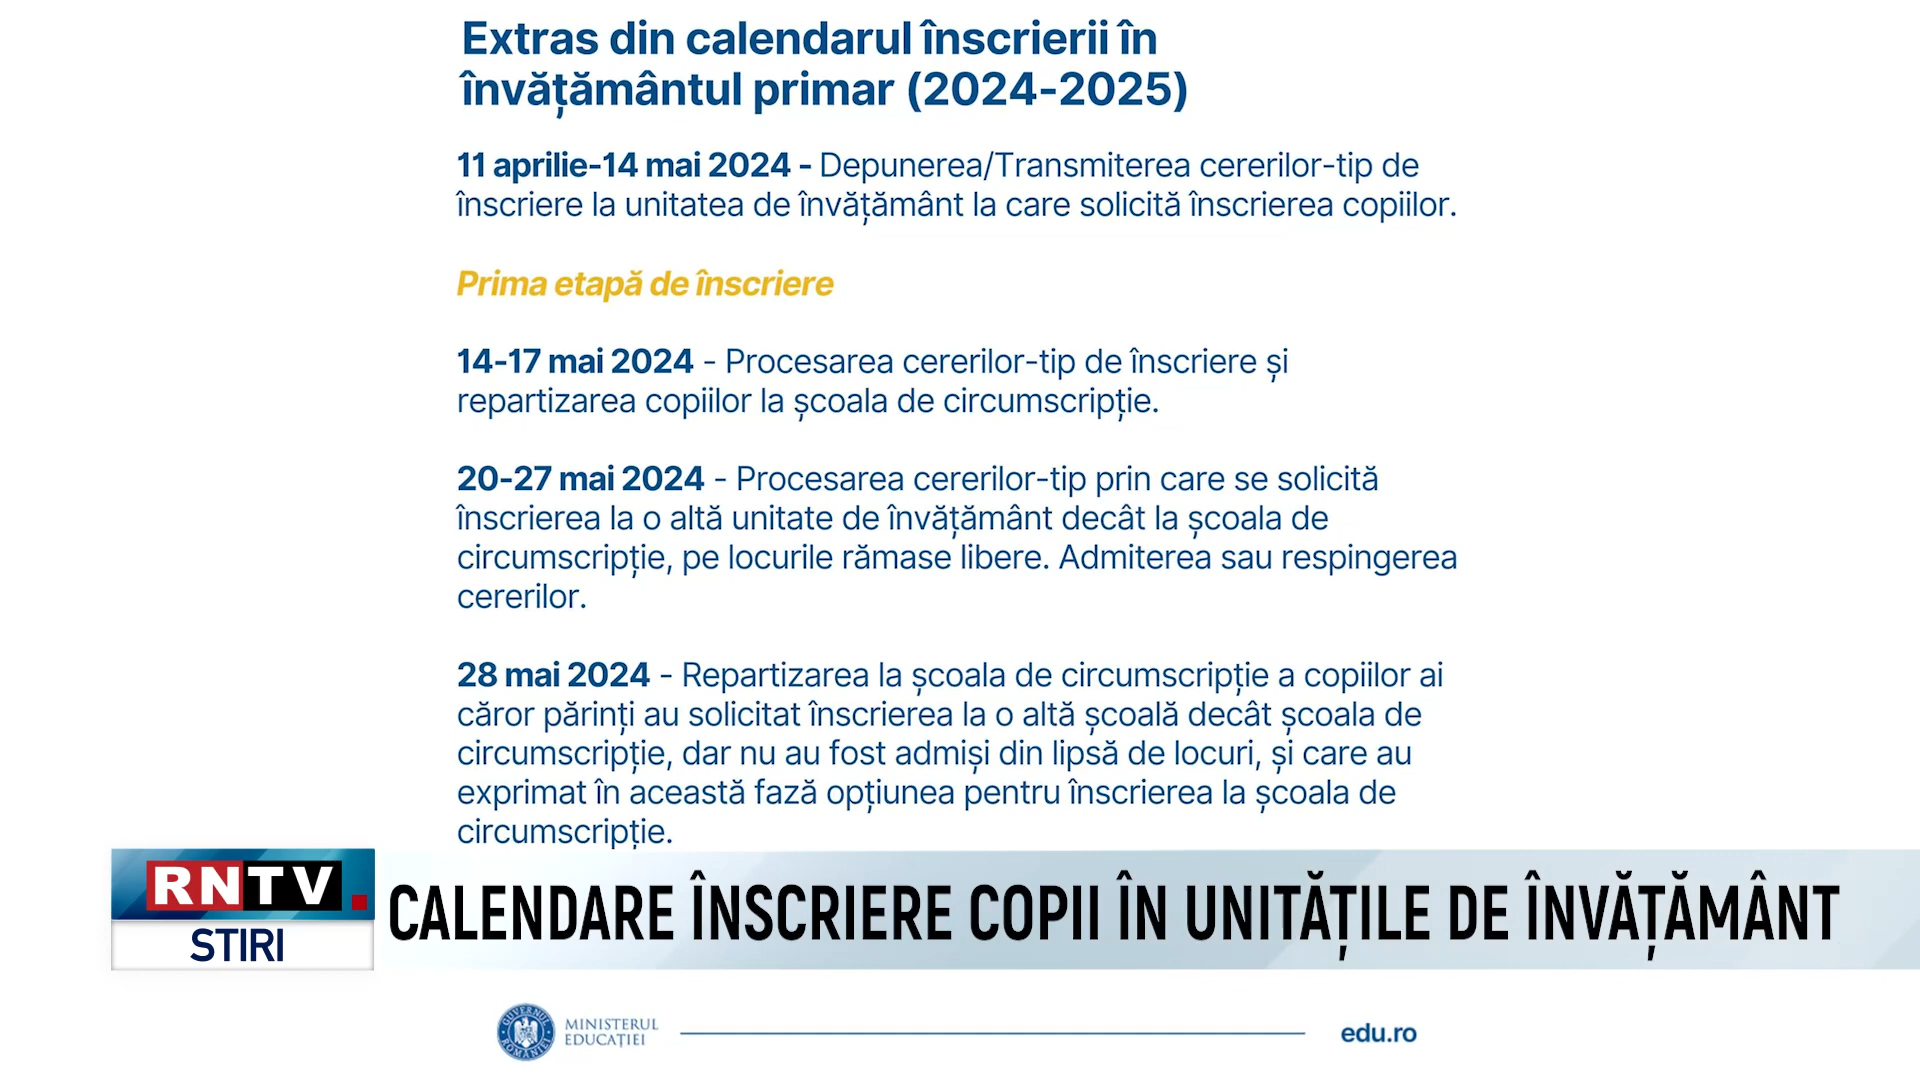 Extras din calendarul înscrierii în
învățământul primar (2024-2025)
11 aprilie-14 mai 2024 - Depunerea/Transmiterea cererilor-tip de
înscriere la unitatea de învățământ la care solicită înscrierea copiilor.
Prima etapă de înscriere
14-17 mai 2024 - Procesarea cererilor-tip de înscriere și
repartizarea copiilor la școala de circumscripție.
20-27 mai 2024 - Procesarea cererilor-tip prin care se solicită
înscrierea la o altă unitate de învățământ decât la școala de
circumscripție, pe locurile rămase libere. Admiterea sau respingerea
cererilor.
28 mai 2024 - Repartizarea la școala de circumscripție a copiilor ai
căror părinți au solicitat înscrierea la o altă școală decât școala de
circumscripție, dar nu au fost admiși din lipsă de locuri, și care au
exprimat în această fază opțiunea pentru înscrierea la școala de
circumscripție.
RNTV.
STIRI
CALENDARE ÎNSCRIERE COPII ÎN UNITĂȚILE DE ÎNVĂȚĂMÂNT
GUVERNUL ROMÂNIEI
MINISTERUL
EDUCAȚIEI
edu.ro